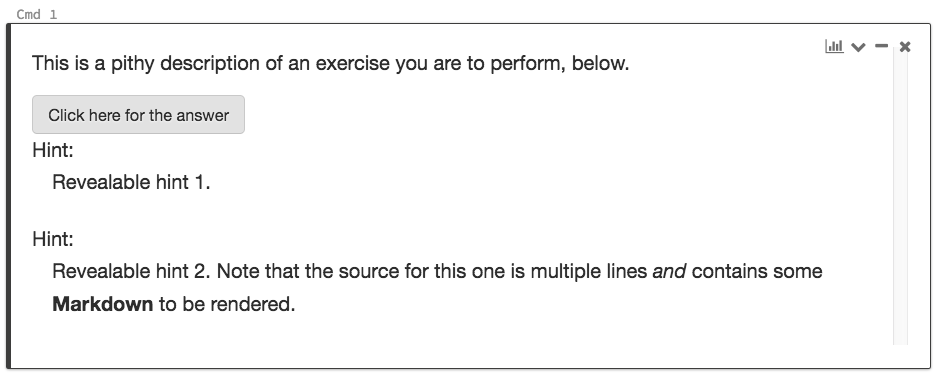 Cmd 1
This is a pithy description of an exercise you are to perform, below.
Click here for the answer
Hint:
Revealable hint 1.
Hint:
Revealable hint 2. Note that the source for this one is multiple lines and contains some
Markdown to be rendered.